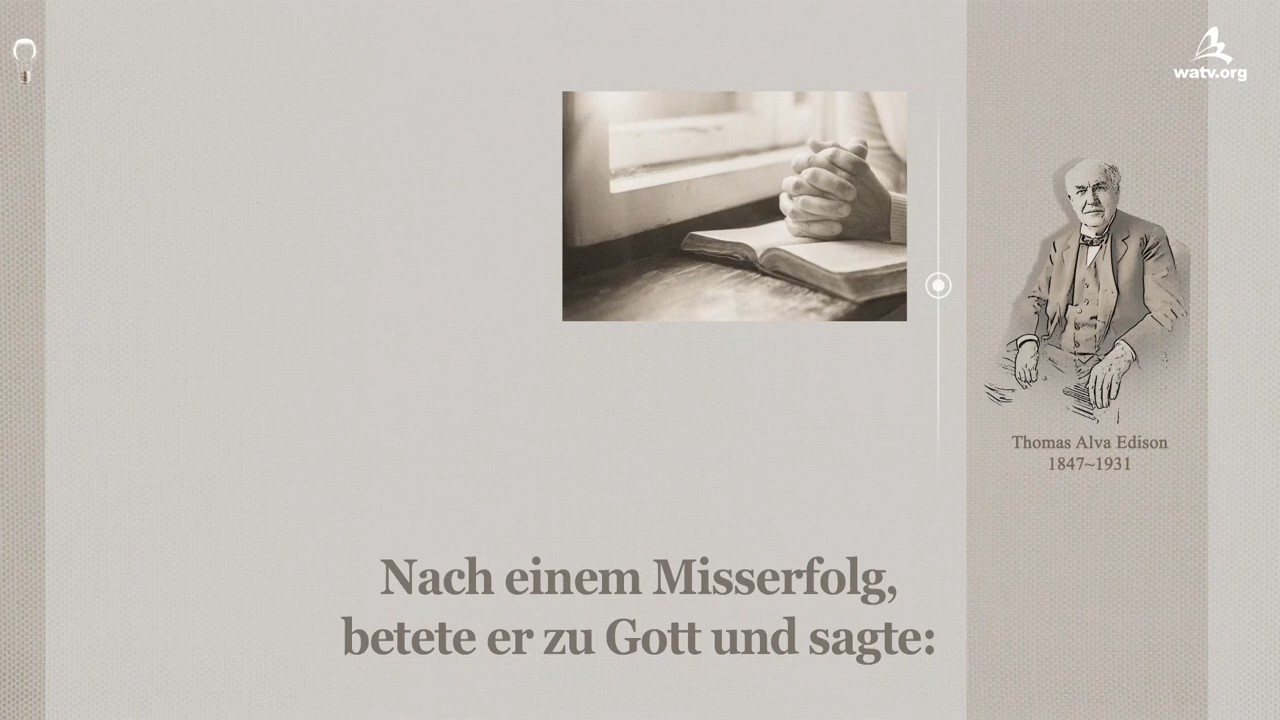 watv.org
Thomas Alva Edison
1847~1931
Nach einem Misserfolg,
betete er zu Gott und sagte: